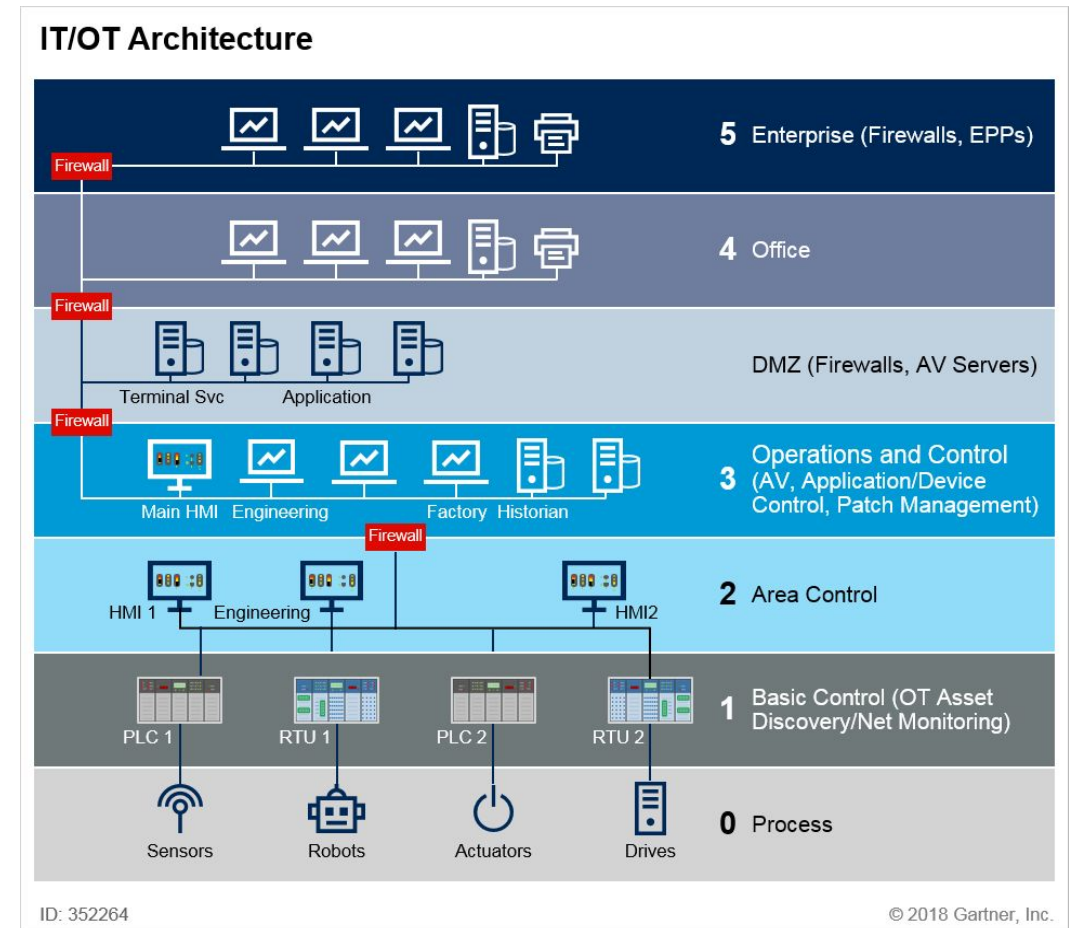 IT/OT Architecture
Firewall
5 Enterprise (Firewalls, EPPs)
4 Office
Firewall
Terminal Svc Application
DMZ (Firewalls, AV Servers)
Firewall
Main HMI Engineering Factory Historian
3 Operations and Control
(AV, Application/Device
Control, Patch Management)
Firewall
HMI 1 Engineering HMI2
2 Area Control
PLC 1 RTU 1 PLC 2 RTU 2
1 Basic Control (OT Asset
Discovery/Net Monitoring)
Sensors Robots Actuators Drives
0 Process
ID: 352264 © 2018 Gartner, Inc.